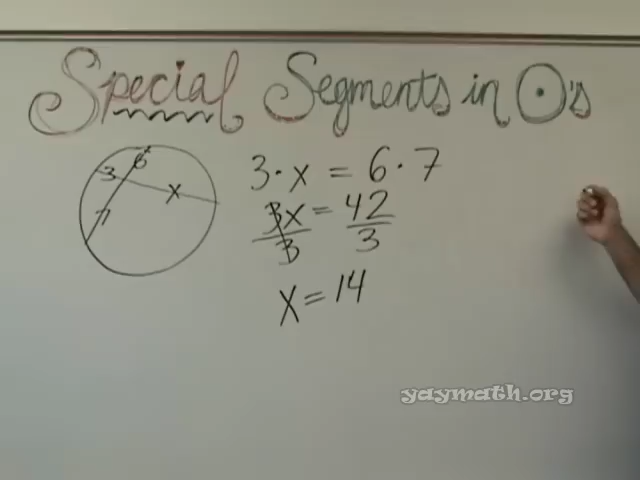 Special Segments in ⊙'s
6
3
x
7
3 · x = 6 · 7
3x = 42
3 3
x = 14
yaymath.org